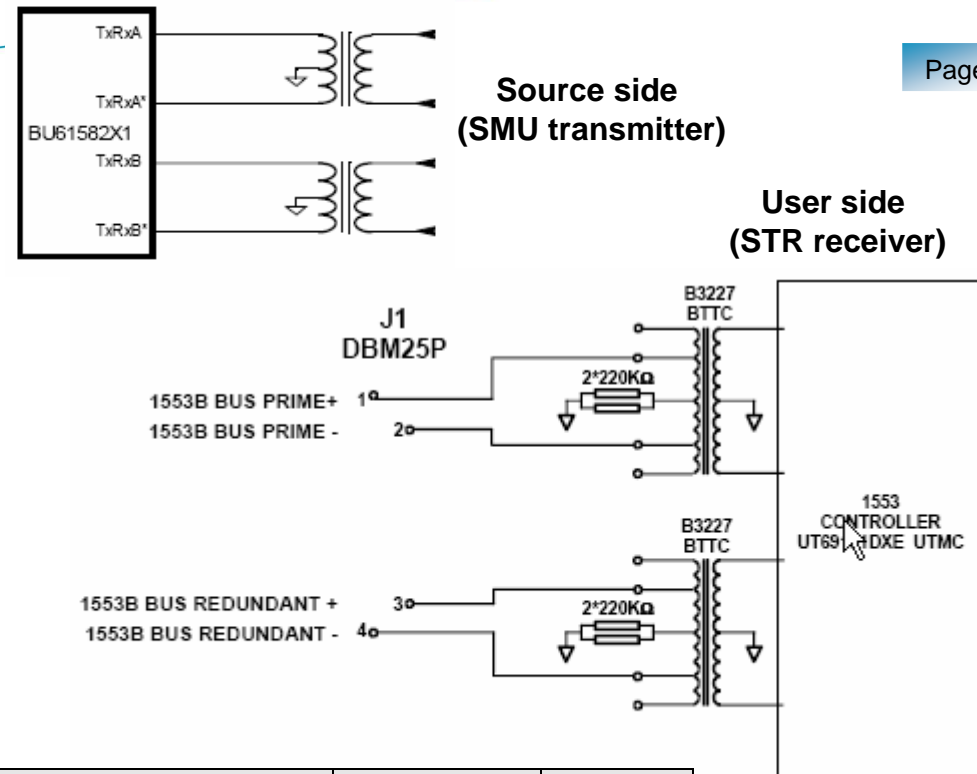 TxRxA
TxRxA*
BU61582X1
TxRxB
TxRxB*
Source side
(SMU transmitter)
Page
User side
(STR receiver)
J1
DBM25P
B3227
BTTC
2*220KΩ
1553B BUS PRIME+ 1
1553B BUS PRIME - 2
1553
CONTROLLER
DXE UTMC
B3227
BTTC
2*220KΩ
1553B BUS REDUNDANT + 3
1553B BUS REDUNDANT - 4